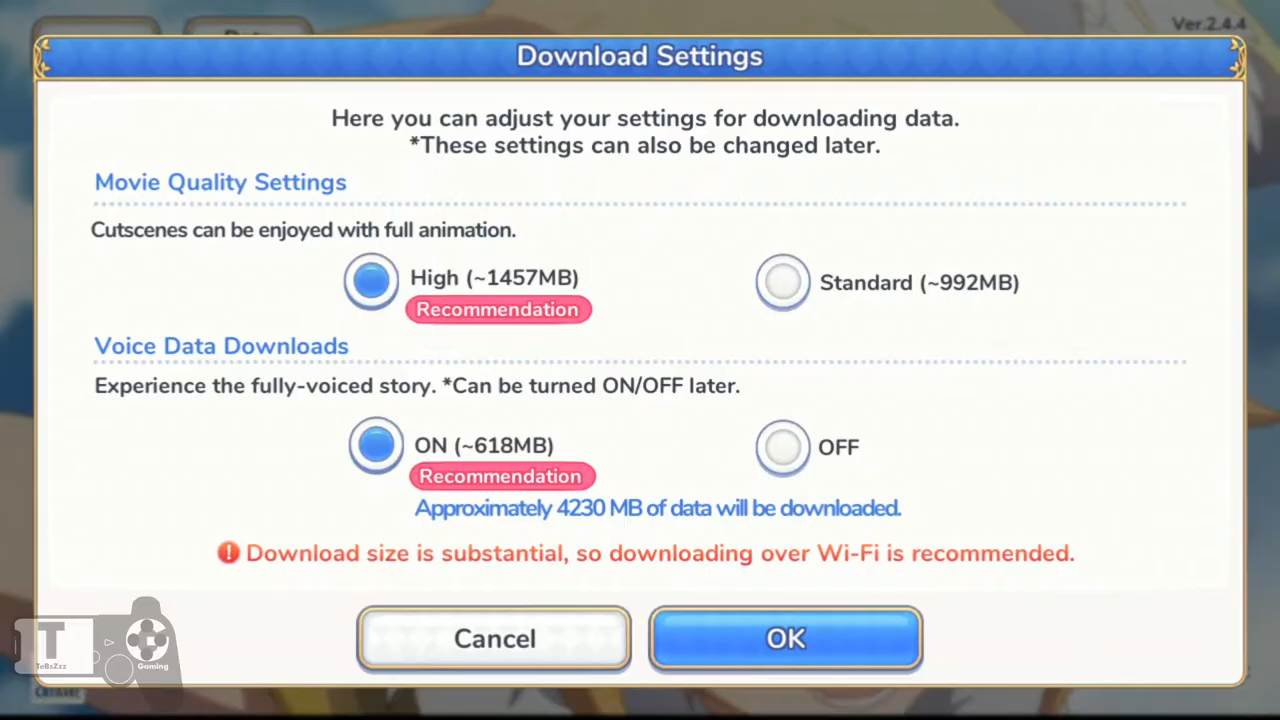 Ver.2.4.4
Download Settings
Here you can adjust your settings for downloading data.
*These settings can also be changed later.
Movie Quality Settings
Cutscenes can be enjoyed with full animation.
High (~1457MB)
Recommendation
Standard (~992MB)
Voice Data Downloads
Experience the fully-voiced story. *Can be turned ON/OFF later.
ON (~618MB)
Recommendation
OFF
Approximately 4230 MB of data will be downloaded.
Download size is substantial, so downloading over Wi-Fi is recommended.
Cancel
OK
T
TeBsZzz
Gaming